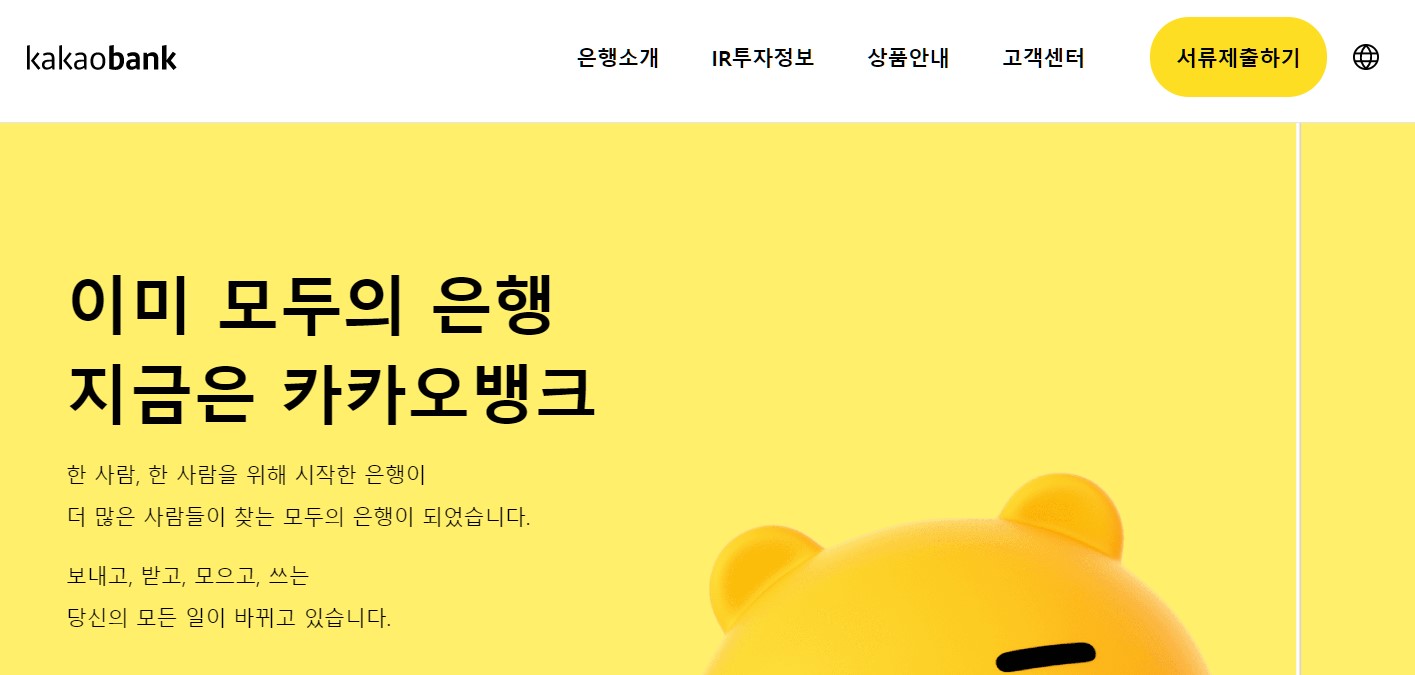 kakaobank
은행소개 IR투자정보 상품안내 고객센터 서류제출하기
이미 모두의 은행
지금은 카카오뱅크
한 사람, 한 사람을 위해 시작한 은행이
더 많은 사람들이 찾는 모두의 은행이 되었습니다.
보내고, 받고, 모으고, 쓰는
당신의 모든 일이 바뀌고 있습니다.